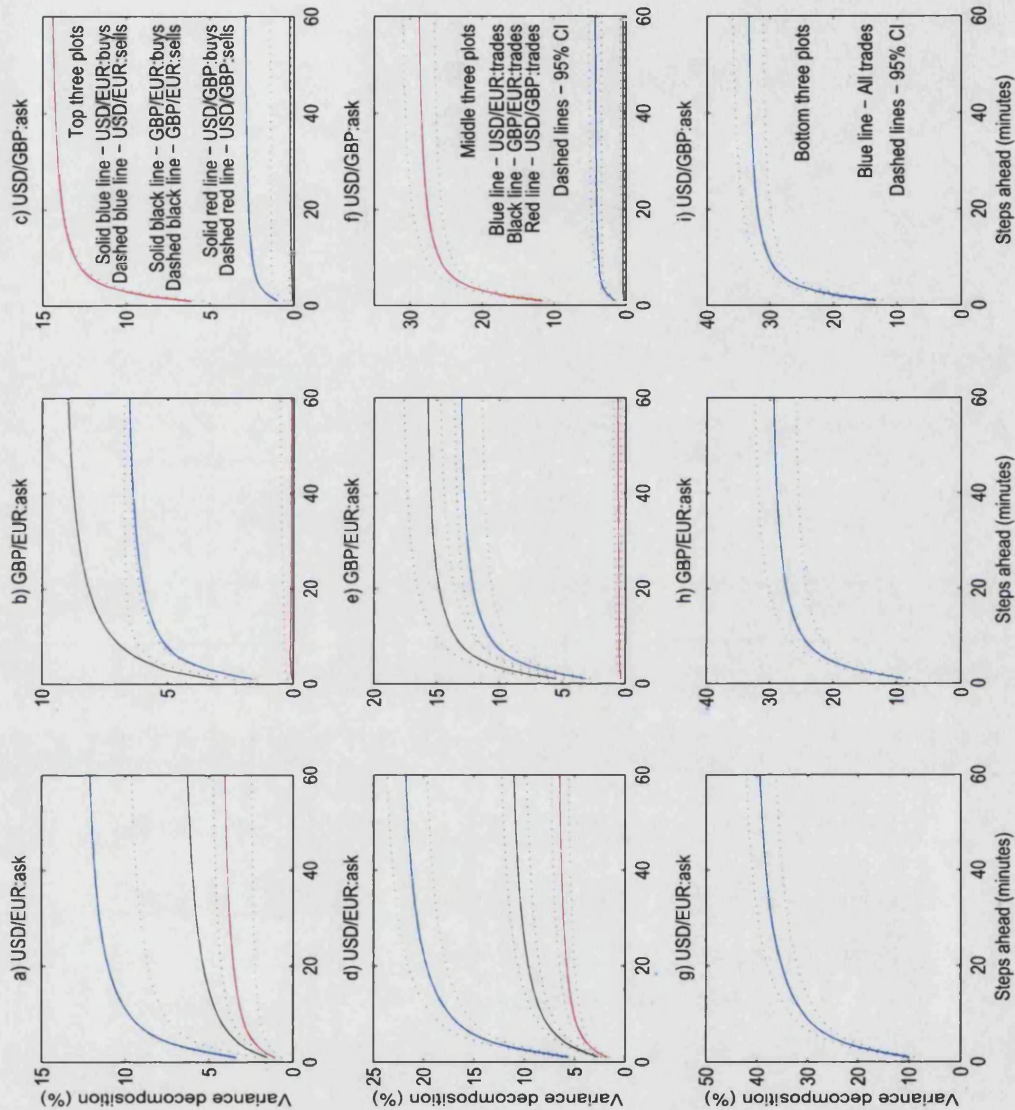 a) USD/EUR:ask
b) GBP/EUR:ask
c) USD/GBP:ask
Variance decomposition (%)
15
10
5
0
0
20
40
60
10
5
0
0
20
40
60
15
10
5
0
0
20
40
60
Top three plots
Solid blue line – USD/EUR:buys
Dashed blue line – USD/EUR:sells
Solid black line – GBP/EUR:buys
Dashed black line – GBP/EUR:sells
Solid red line – USD/GBP:buys
Dashed red line – USD/GBP:sells
d) USD/EUR:ask
e) GBP/EUR:ask
f) USD/GBP:ask
Variance decomposition (%)
25
20
15
10
5
0
0
20
40
60
20
15
10
5
0
0
20
40
60
30
20
10
0
0
20
40
60
Middle three plots
Blue line – USD/EUR:trades
Black line – GBP/EUR:trades
Red line – USD/GBP:trades
Dashed lines – 95% CI
g) USD/EUR:ask
h) GBP/EUR:ask
i) USD/GBP:ask
Variance decomposition (%)
50
40
30
20
10
0
0
20
40
60
Steps ahead (minutes)
40
30
20
10
0
0
20
40
60
Steps ahead (minutes)
40
30
20
10
0
0
20
40
60
Steps ahead (minutes)
Bottom three plots
Blue line – All trades
Dashed lines – 95% CI